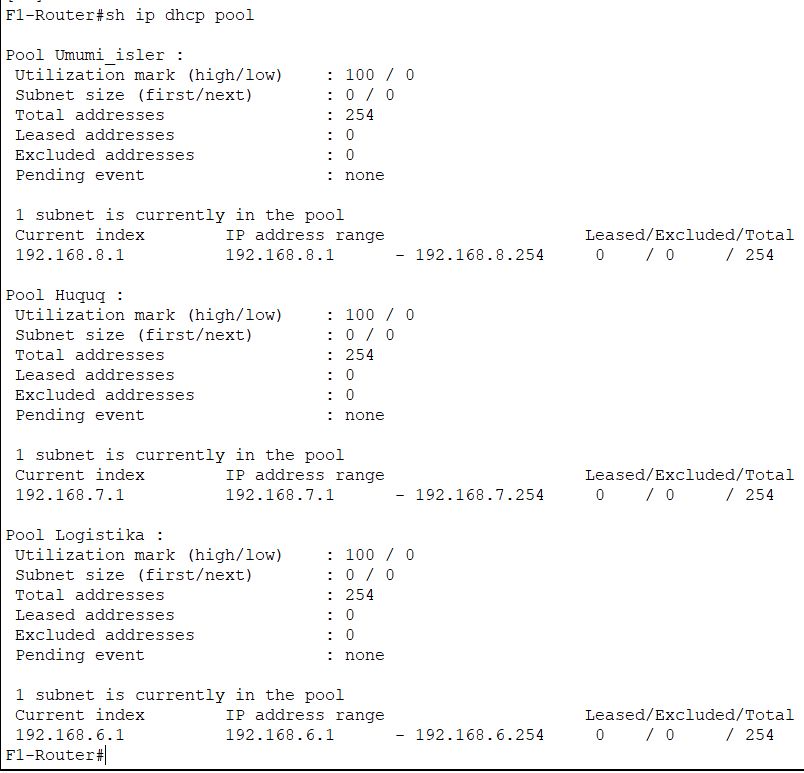 F1-Router#sh ip dhcp pool
Pool Umumi_isler :
Utilization mark (high/low) : 100 / 0
Subnet size (first/next) : 0 / 0
Total addresses : 254
Leased addresses : 0
Excluded addresses : 0
Pending event : none
1 subnet is currently in the pool
Current index IP address range Leased/Excluded/Total
192.168.8.1 192.168.8.1 - 192.168.8.254 0 / 0 / 254
Pool Huquq :
Utilization mark (high/low) : 100 / 0
Subnet size (first/next) : 0 / 0
Total addresses : 254
Leased addresses : 0
Excluded addresses : 0
Pending event : none
1 subnet is currently in the pool
Current index IP address range Leased/Excluded/Total
192.168.7.1 192.168.7.1 - 192.168.7.254 0 / 0 / 254
Pool Logistika :
Utilization mark (high/low) : 100 / 0
Subnet size (first/next) : 0 / 0
Total addresses : 254
Leased addresses : 0
Excluded addresses : 0
Pending event : none
1 subnet is currently in the pool
Current index IP address range Leased/Excluded/Total
192.168.6.1 192.168.6.1 - 192.168.6.254 0 / 0 / 254
F1-Router#